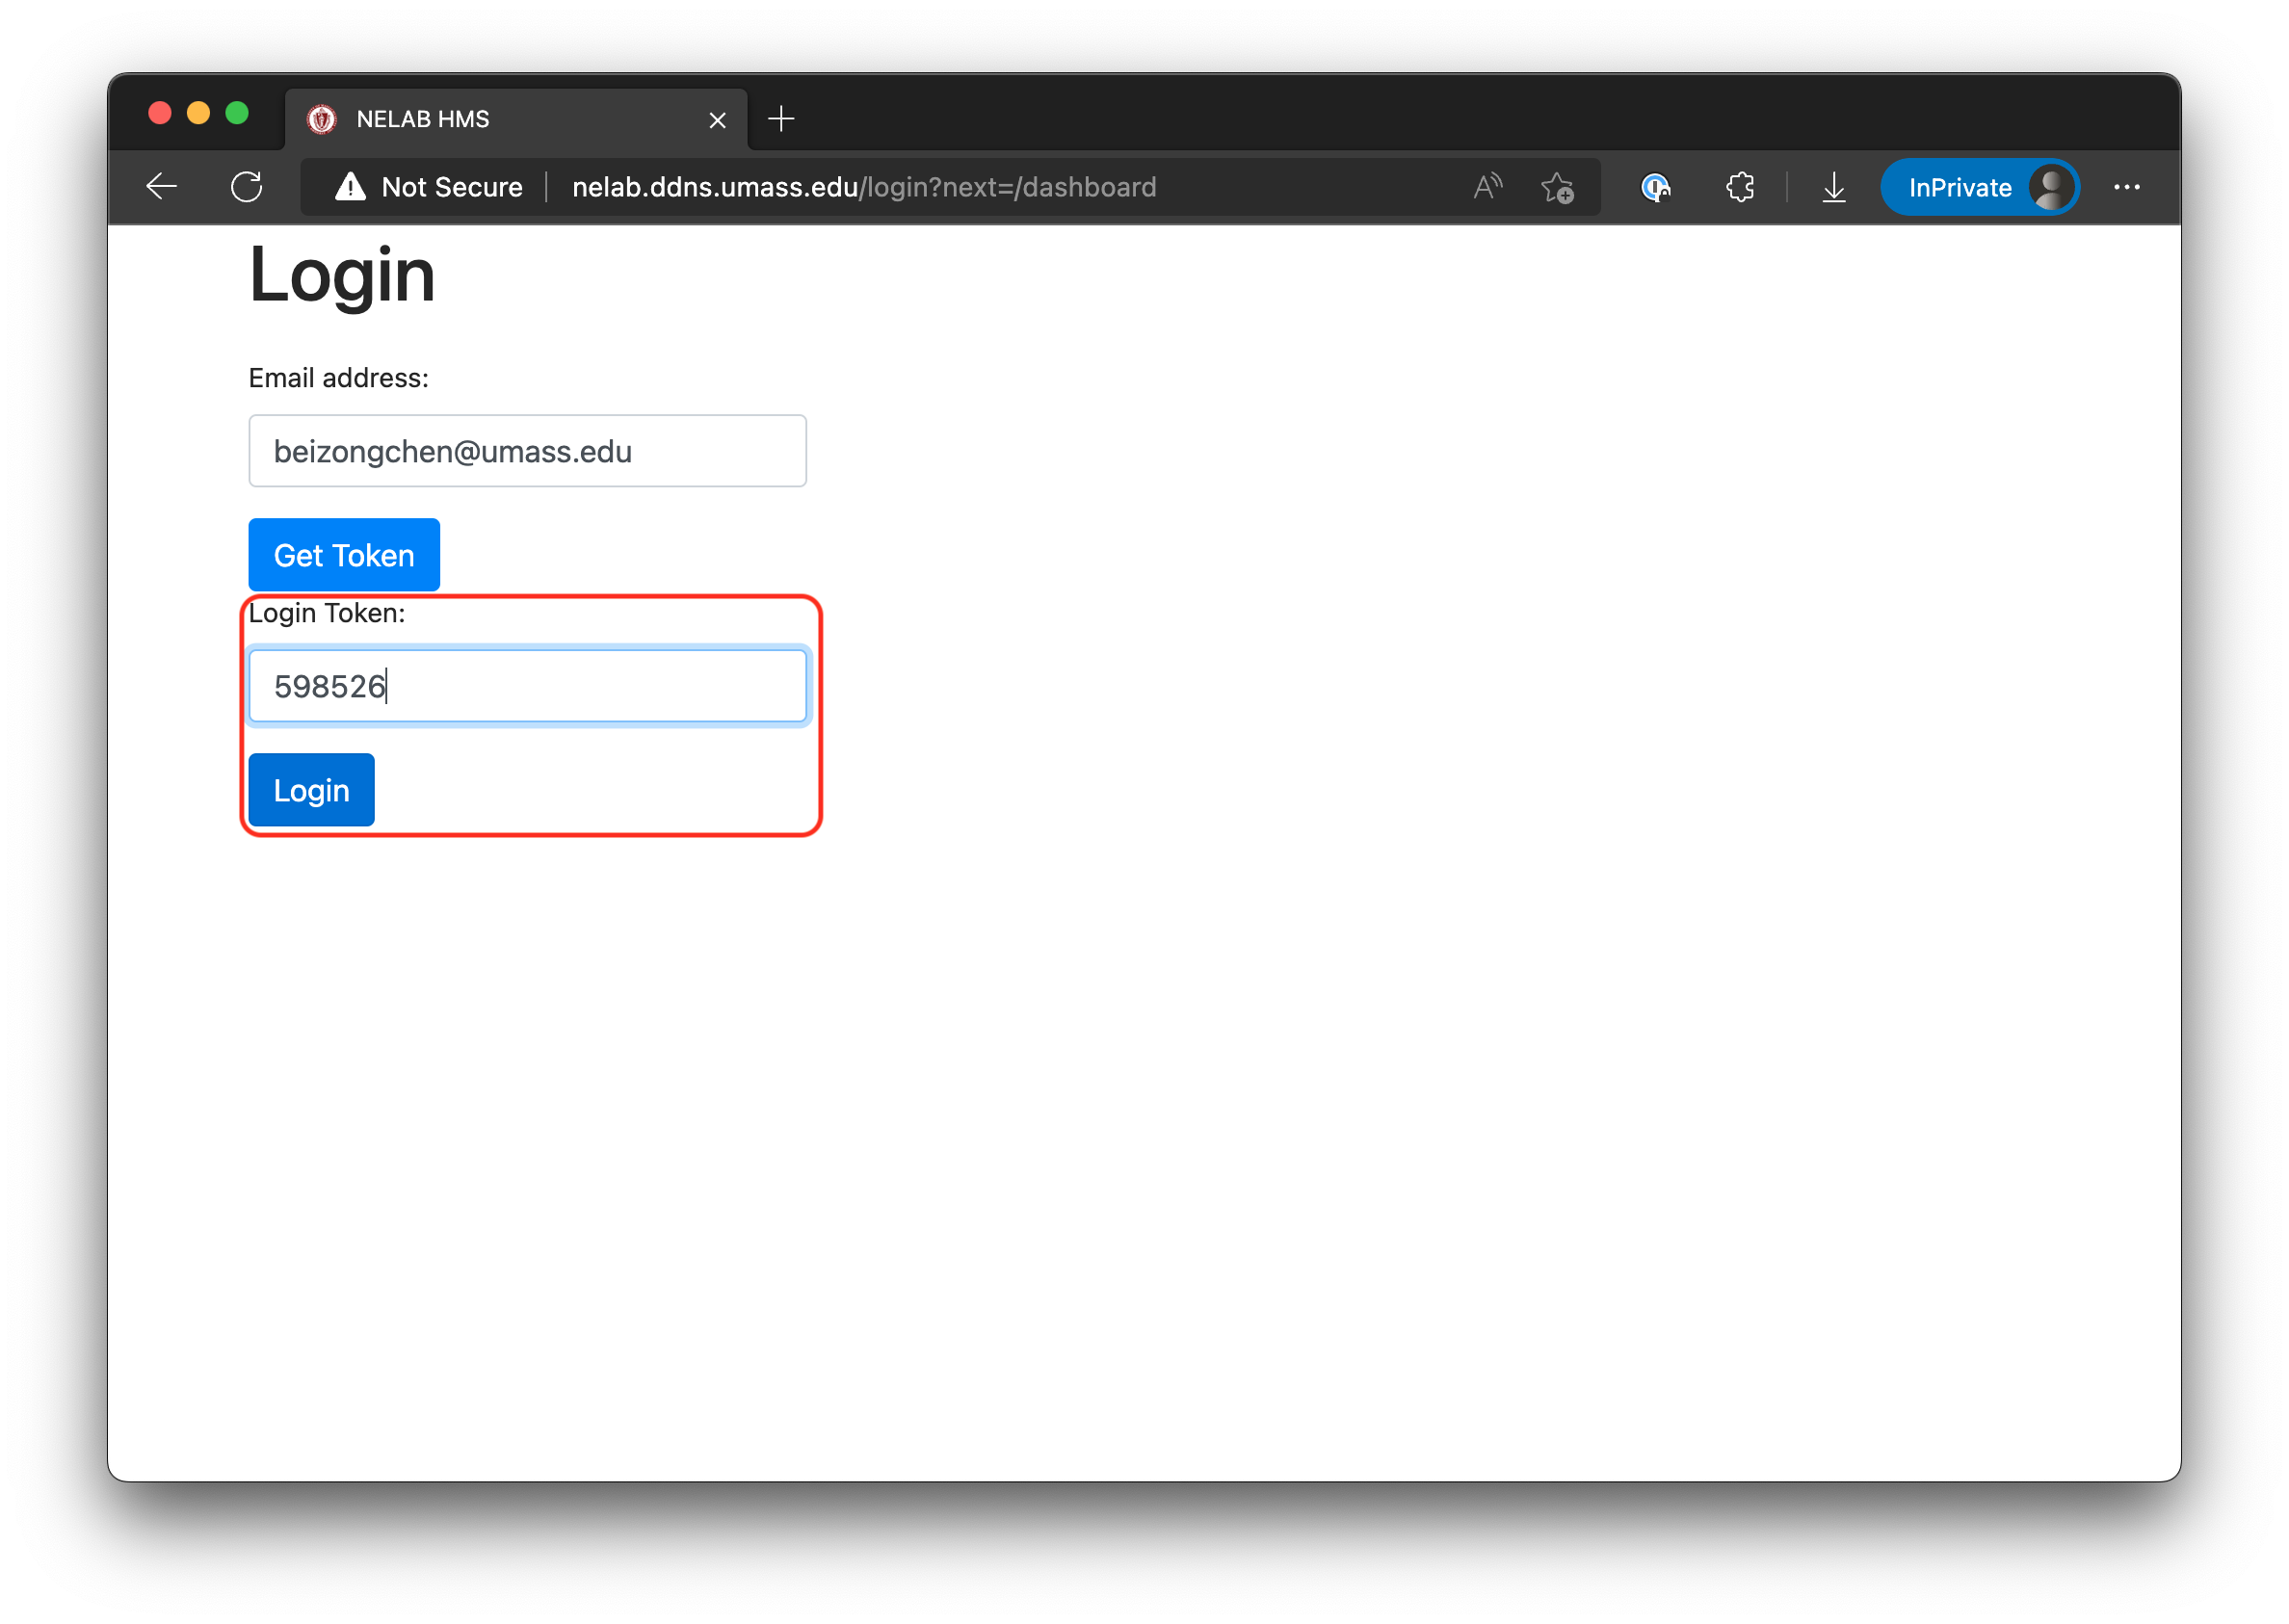 NELAB HMS
Not Secure nelab.ddns.umass.edu/login?next=/dashboard InPrivate
Login
Email address:
beizongchen@umass.edu
Get Token
Login Token:
598526
Login